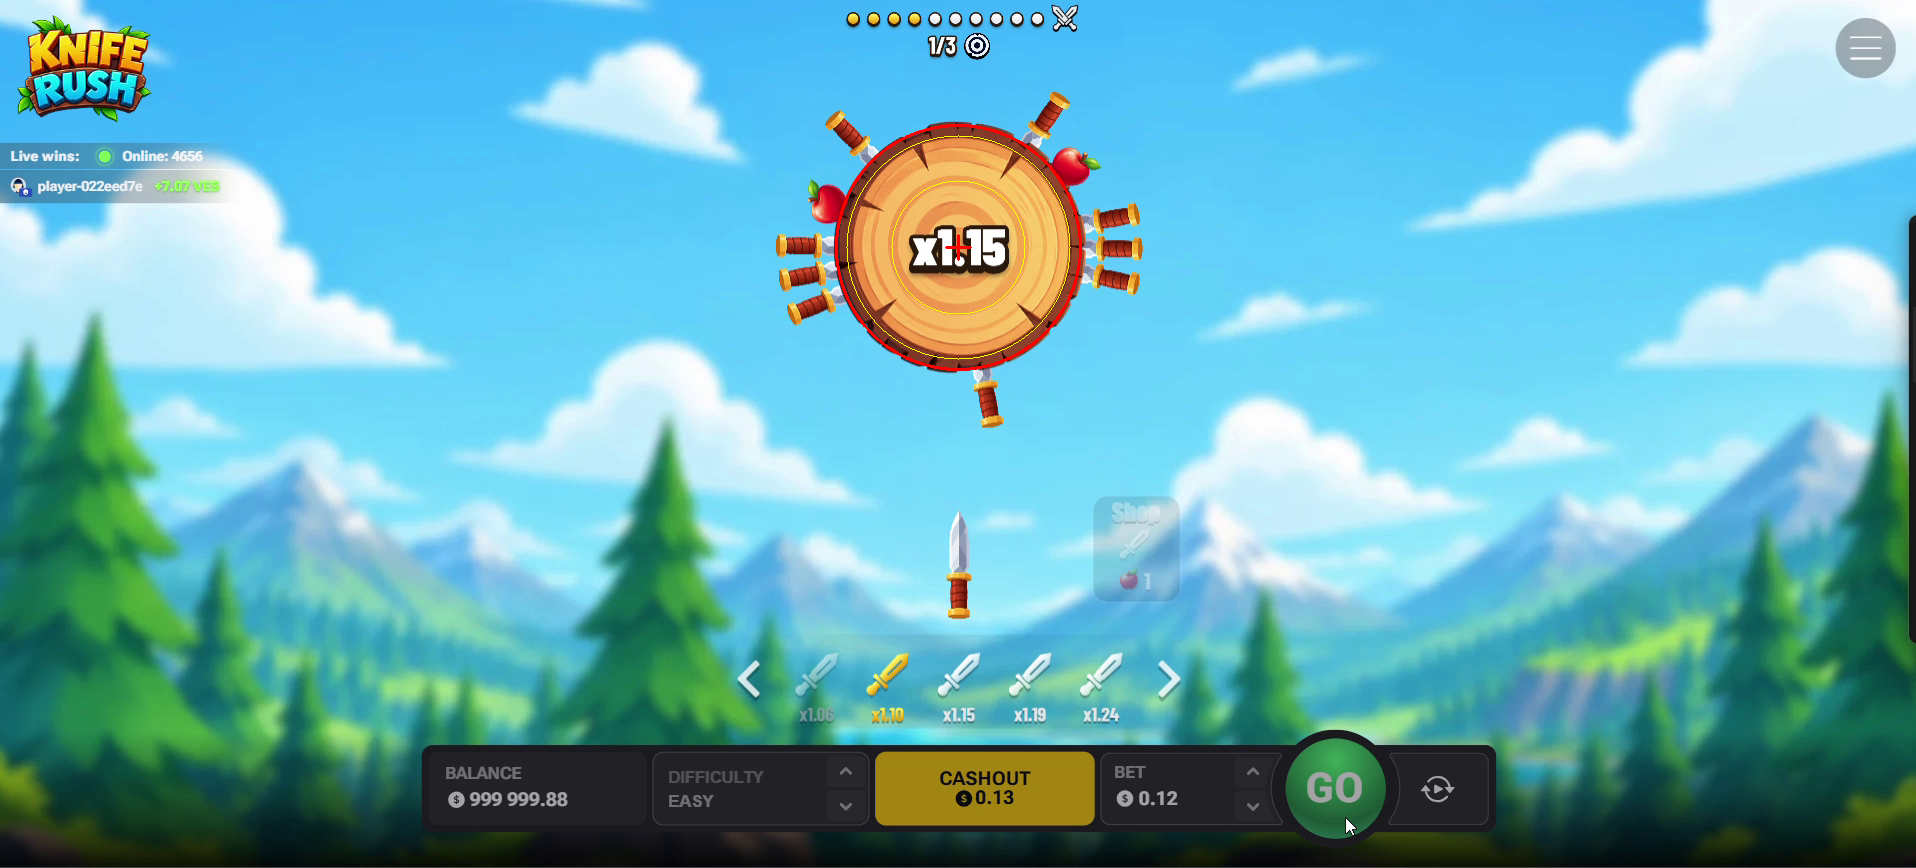 KNIFE
RUSH
1/3
Live wins: Online: 4656
player-022eed7e +7.07 VES
x1.15
Shop
1
x1.06 x1.10 x1.15 x1.19 x1.24
BALANCE
$ 999 999.88
DIFFICULTY
EASY
CASHOUT
$ 0.13
BET
$ 0.12
GO